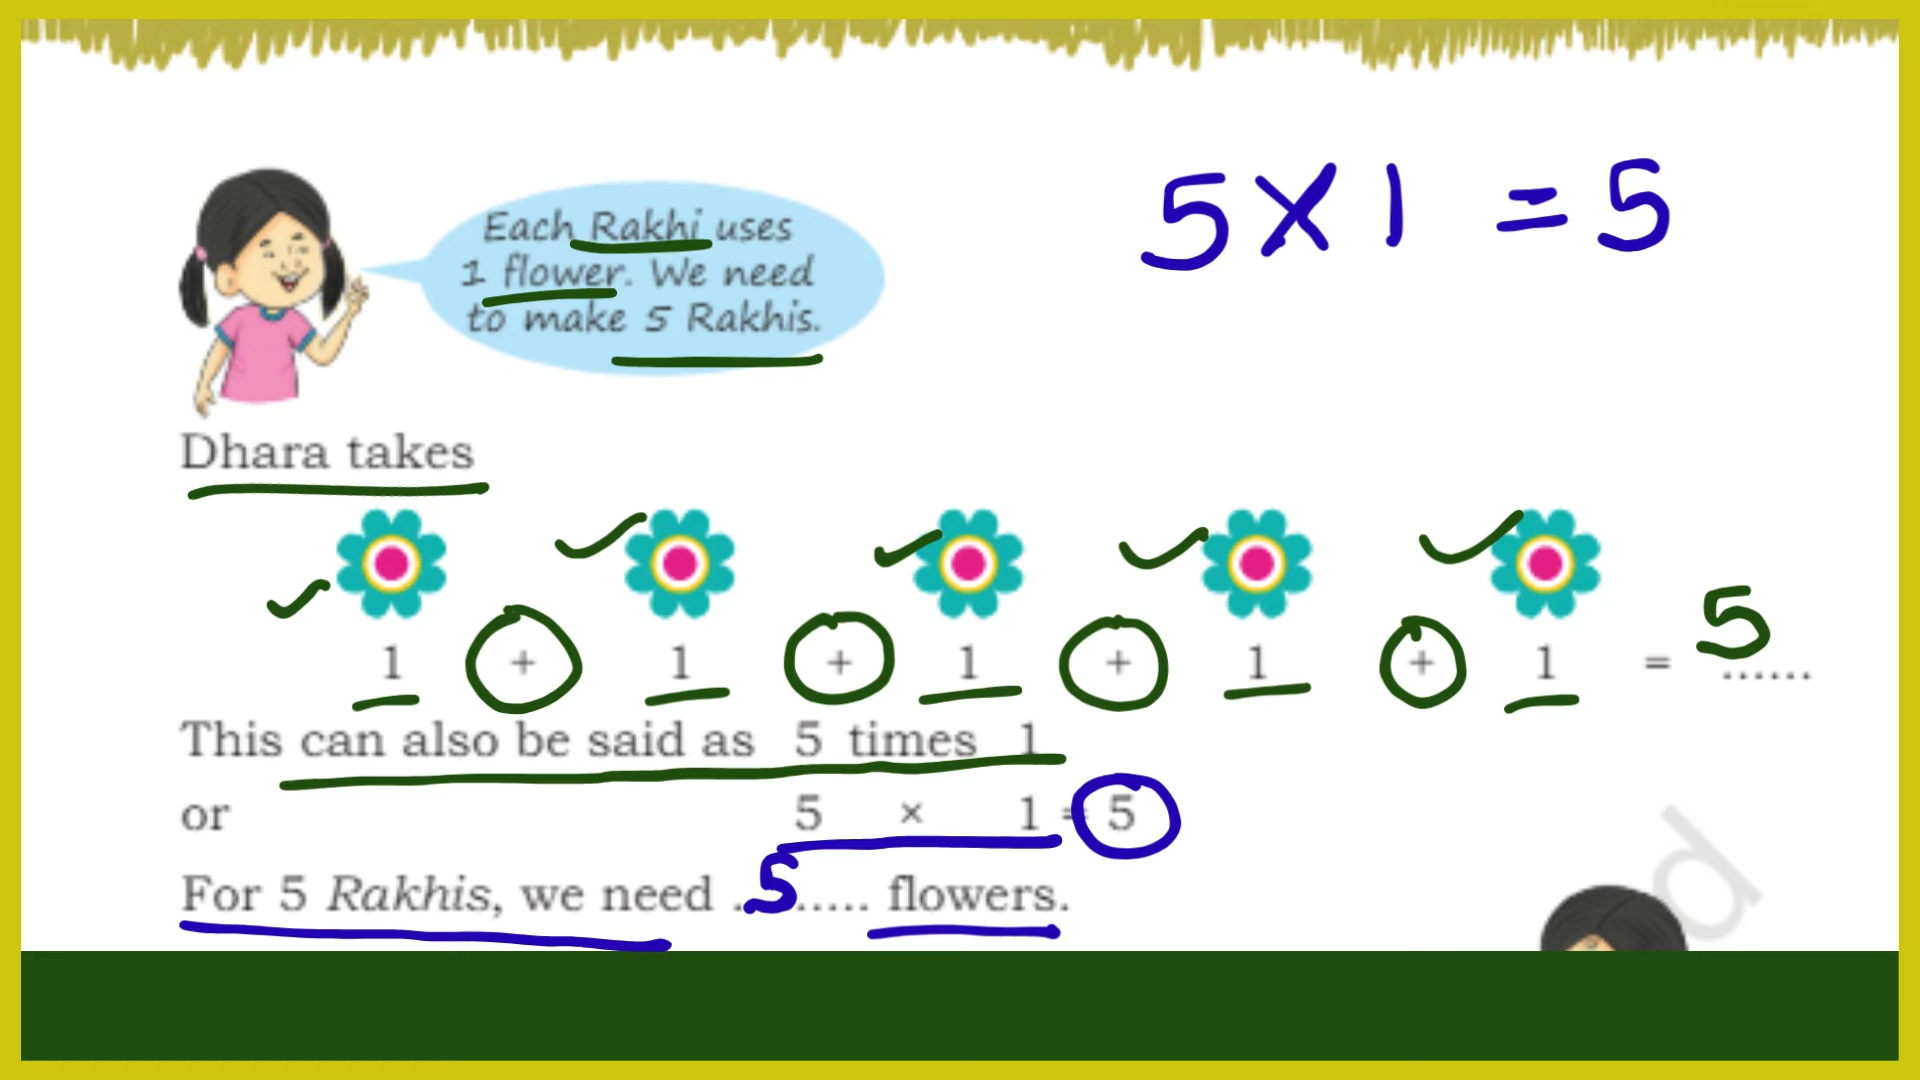 5 × 1 = 5
Each Rakhi uses
1 flower. We need
to make 5 Rakhis.
Dhara takes
1 + 1 + 1 + 1 + 1 = 5 ......
This can also be said as 5 times 1
or 5 × 1 = 5
For 5 Rakhis, we need .5..... flowers.
d